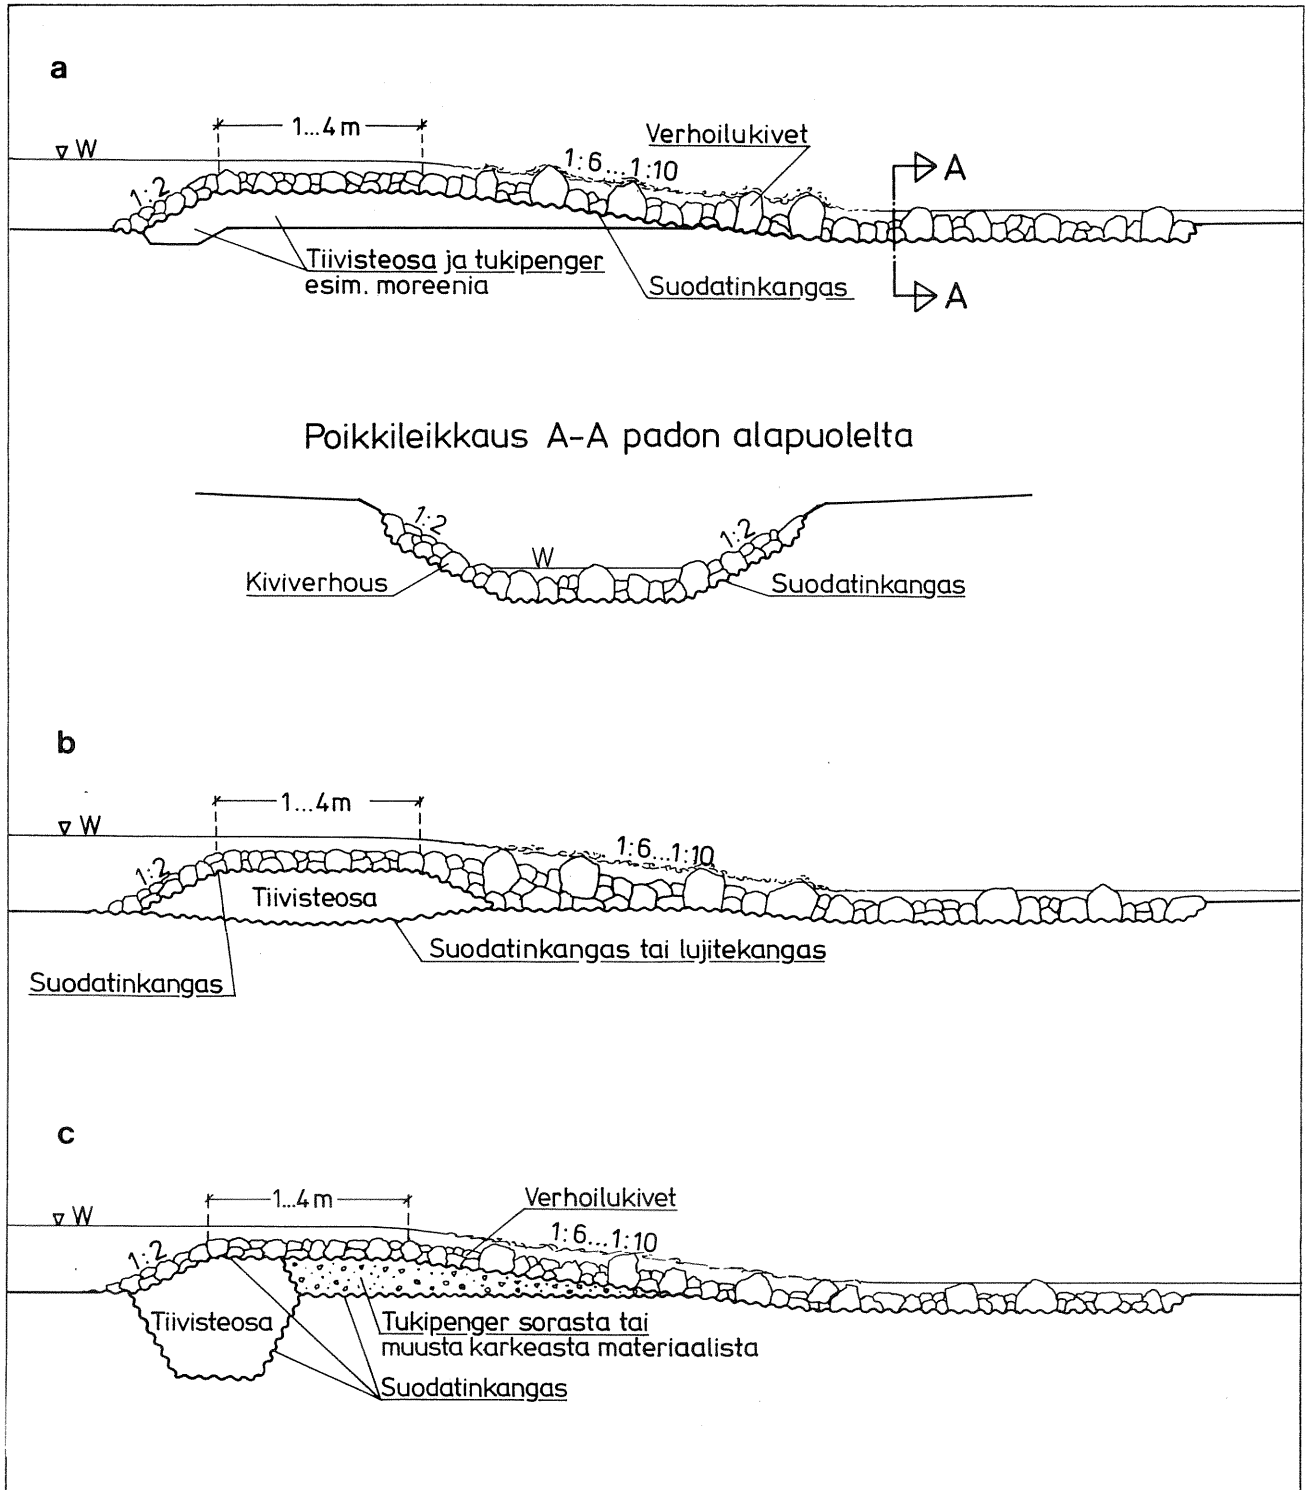 a
1...4 m
W
Verhoilukivet
1:6...1:10
1:2
A
Tiivisteosa ja tukipenger
esim. moreenia
Suodatinkangas
A
Poikkileikkaus A-A padon alapuolelta
1:2
1:2
W
Kiviverhous
Suodatinkangas
b
1...4m
W
1:6...1:10
1:2
Tiivisteosa
Suodatinkangas tai lujitekangas
Suodatinkangas
c
1...4m
Verhoilukivet
W
1:6...1:10
1:2
Tiivisteosa
Tukipenger sorasta tai
muusta karkeasta materiaalista
Suodatinkangas